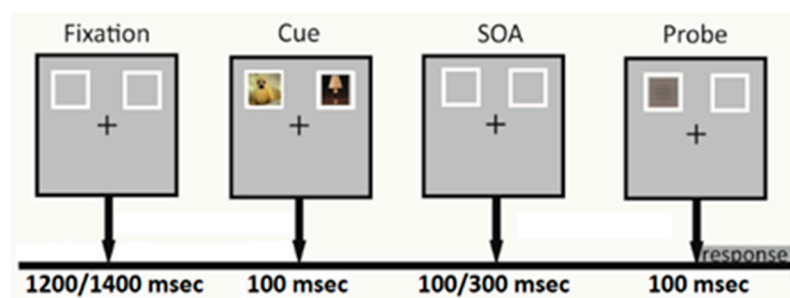 Fixation Cue SOA Probe
response
1200/1400 msec 100 msec 100/300 msec 100 msec